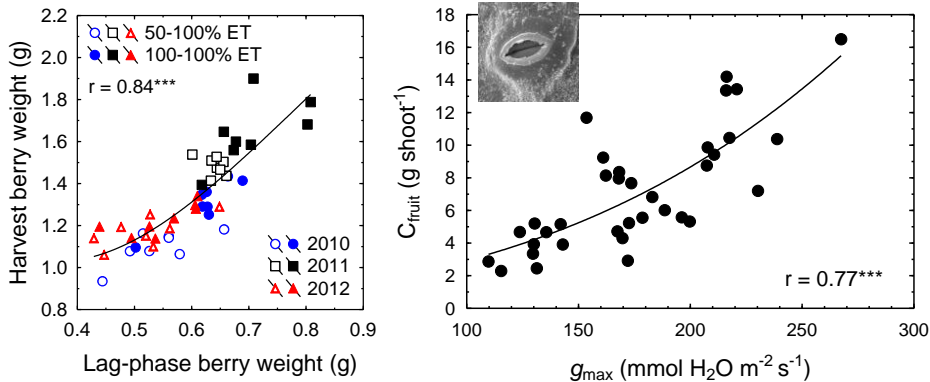 50-100% ET
100-100% ET
r = 0.84***
Harvest berry weight (g)
2.2
2.0
1.8
1.6
1.4
1.2
1.0
0.8
2010
2011
2012
0.4 0.5 0.6 0.7 0.8 0.9
Lag-phase berry weight (g)
C_fruit (g shoot⁻¹)
18
16
14
12
10
8
6
4
2
0
r = 0.77***
100 150 200 250 300
g_max (mmol H₂O m⁻² s⁻¹)